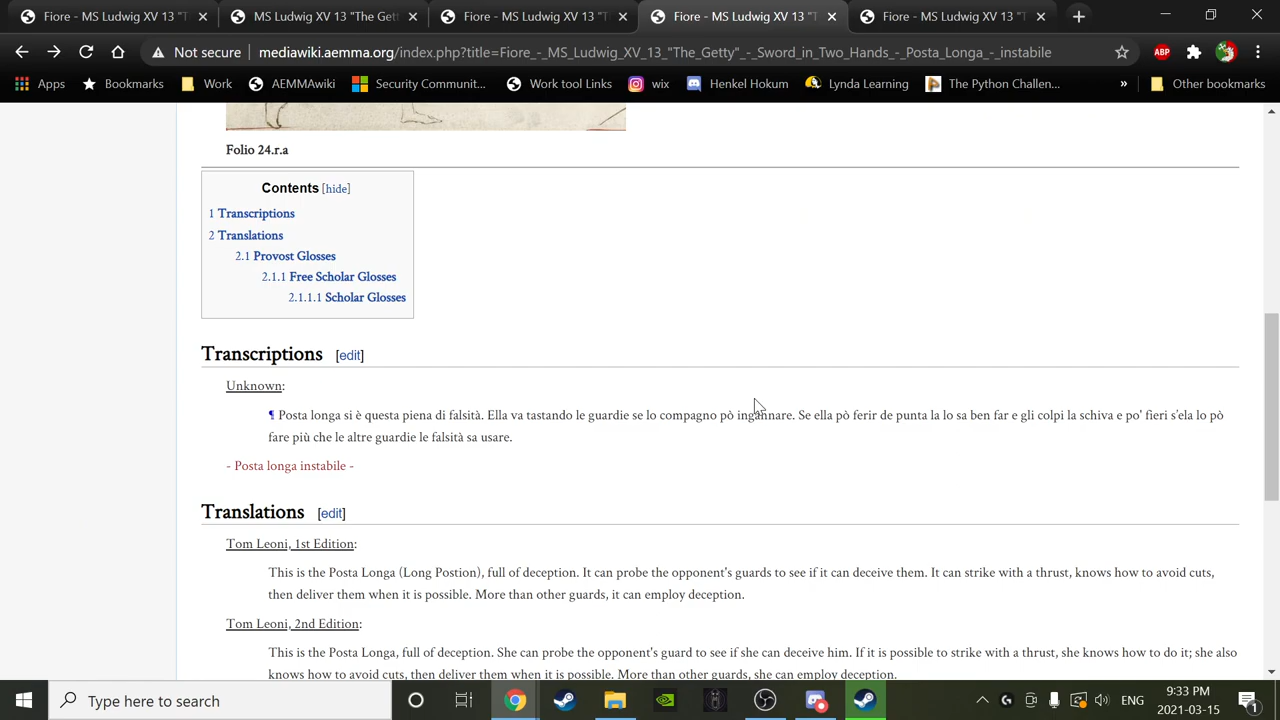 Fiore - MS Ludwig XV 13 "T
MS Ludwig XV 13 "The Gett
Fiore - MS Ludwig XV 13 "T
Fiore - MS Ludwig XV 13 "T
Fiore - MS Ludwig XV 13 "T
Not secure
mediawiki.aemma.org/index.php?title=Fiore_-_MS_Ludwig_XV_13_"The_Getty"_-_Sword_in_Two_Hands_-_Posta_Longa_-_instabile
ABP
Apps
Bookmarks
Work
AEMMAwiki
Security Communit...
Work tool Links
wix
Henkel Hokum
Lynda Learning
The Python Challen...
»
Other bookmarks
Folio 24.r.a
Contents [hide]
1 Transcriptions
2 Translations
2.1 Provost Glosses
2.1.1 Free Scholar Glosses
2.1.1.1 Scholar Glosses
Transcriptions [edit]
Unknown:
¶ Posta longa si è questa piena di falsità. Ella va tastando le guardie se lo compagno pò ingannare. Se ella pò ferir de punta la lo sa ben far e gli colpi la schiva e po' fieri s'ela lo pò
fare più che le altre guardie le falsità sa usare.
- Posta longa instabile -
Translations [edit]
Tom Leoni, 1st Edition:
This is the Posta Longa (Long Postion), full of deception. It can probe the opponent's guards to see if it can deceive them. It can strike with a thrust, knows how to avoid cuts,
then deliver them when it is possible. More than other guards, it can employ deception.
Tom Leoni, 2nd Edition:
This is the Posta Longa, full of deception. She can probe the opponent's guard to see if she can deceive him. If it is possible to strike with a thrust, she knows how to do it; she also
knows how to avoid cuts, then deliver them when it is possible. More than other guards, she can employ deception.
Type here to search
ENG
9:33 PM
2021-03-15
1